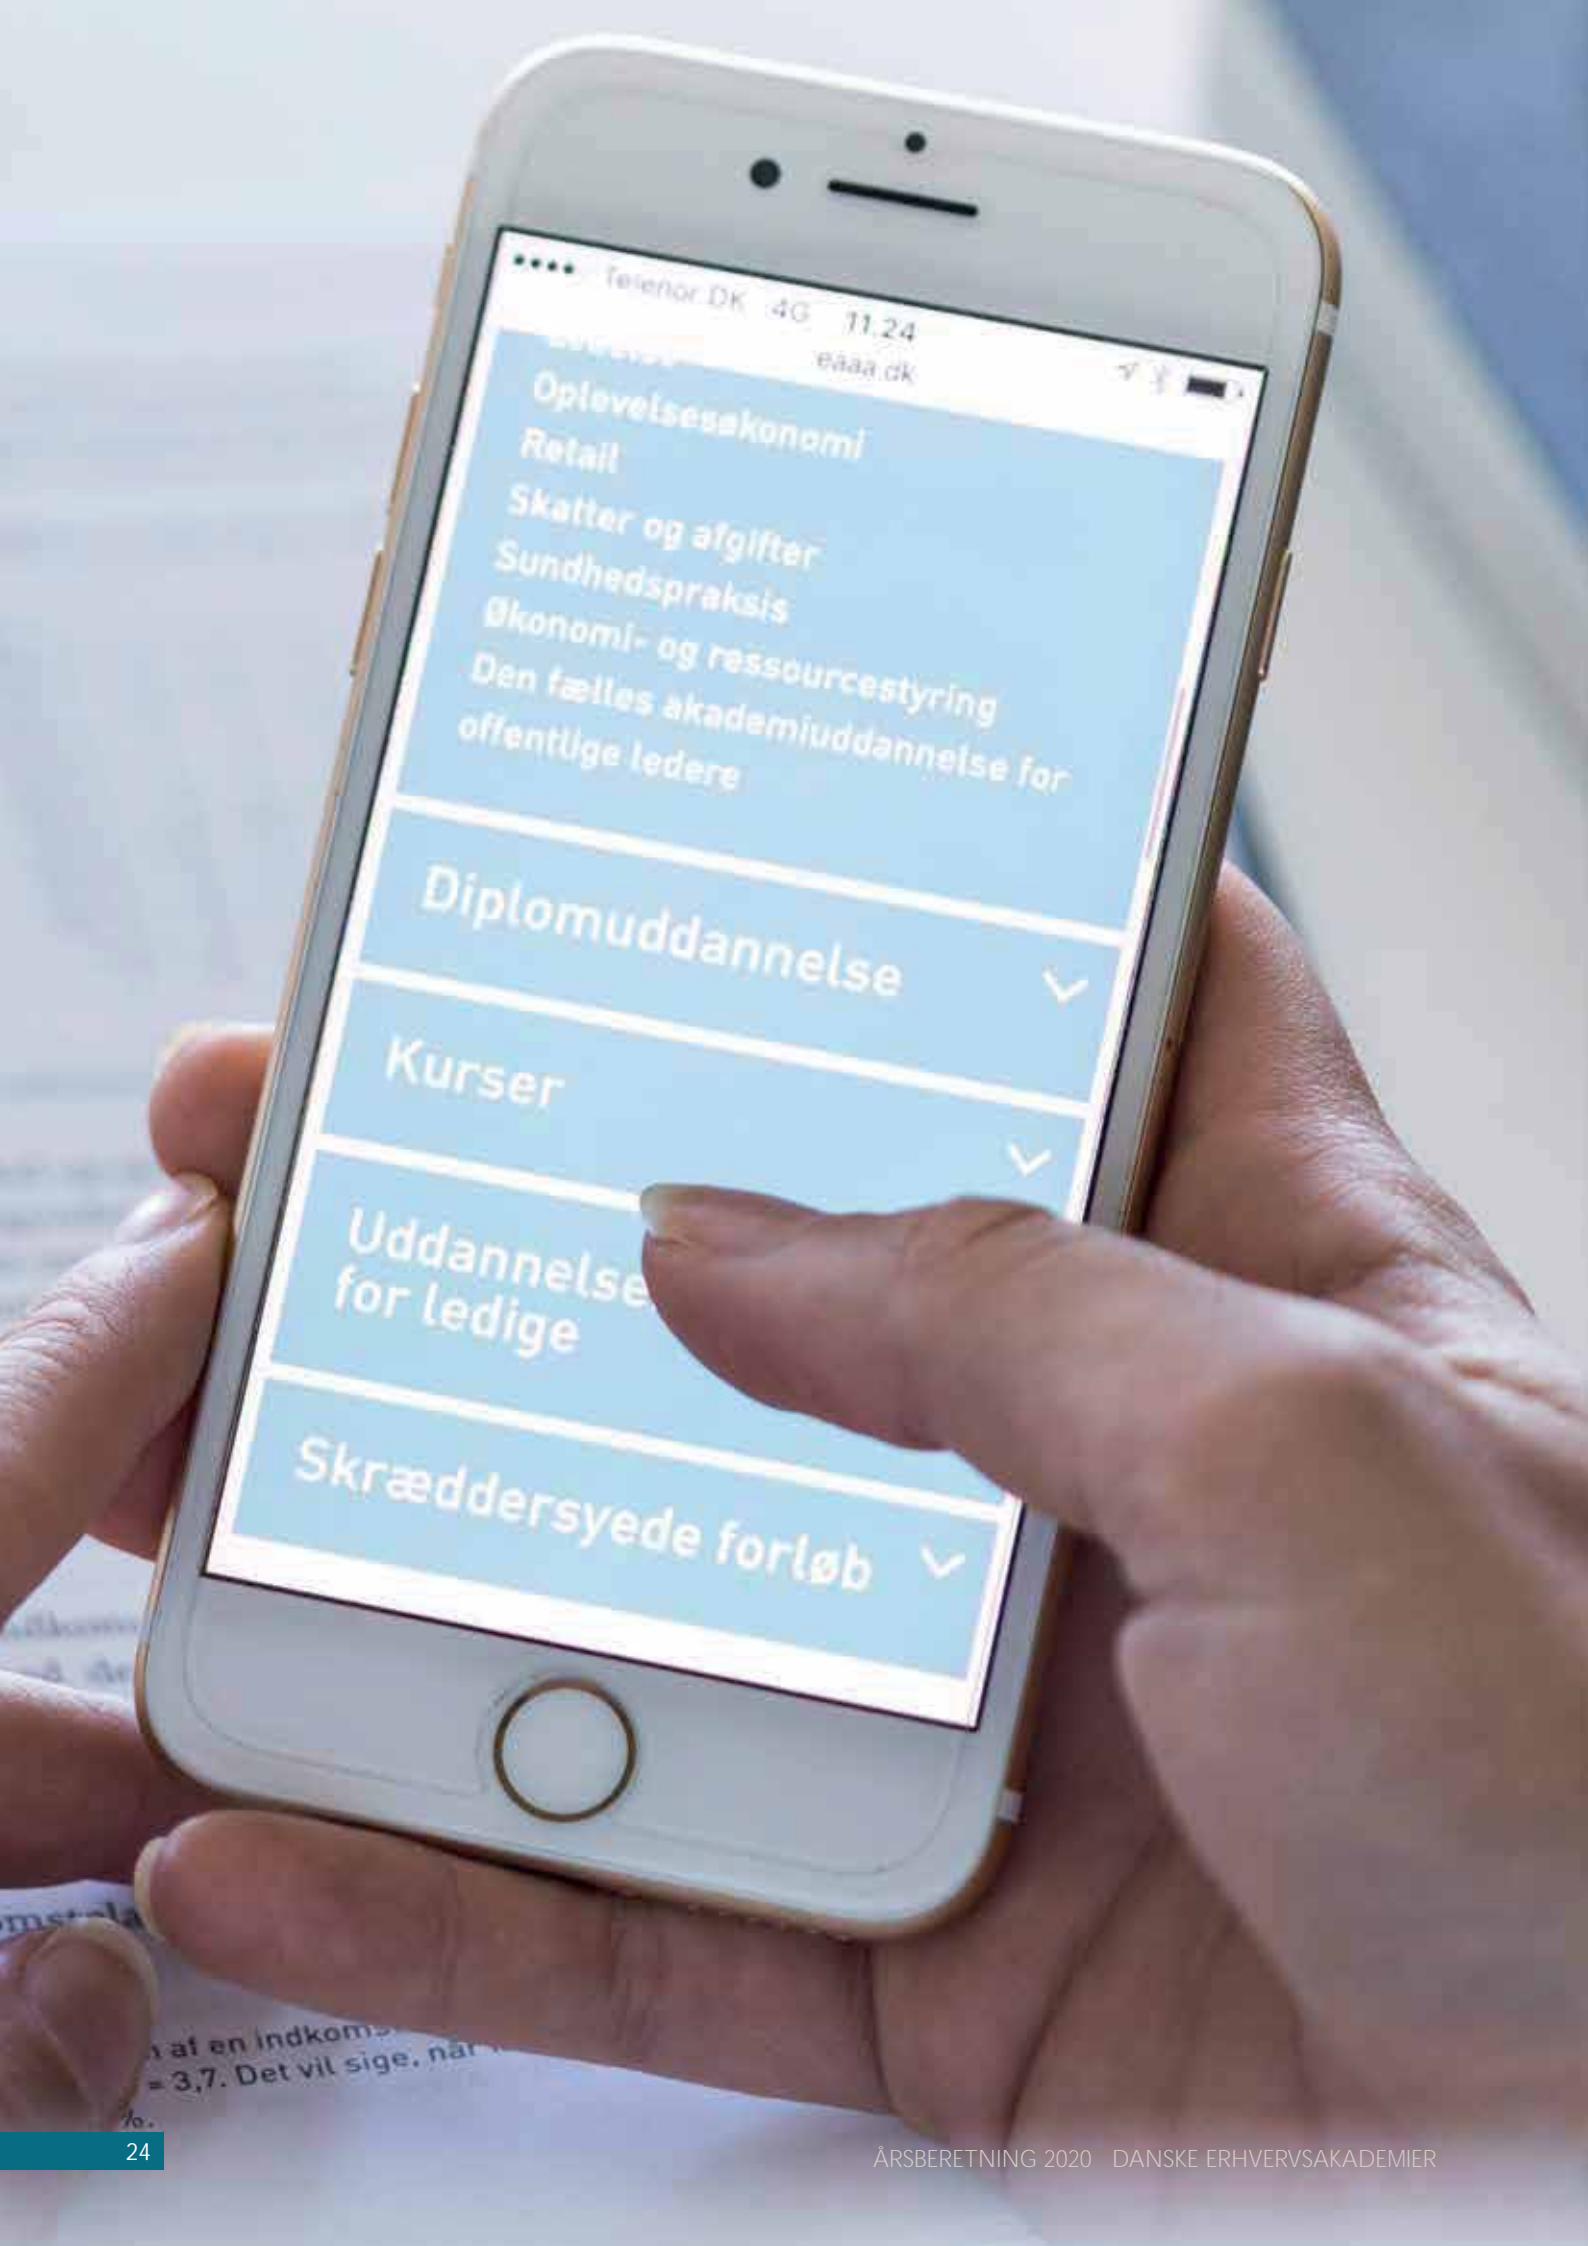 Telenor DK 4G 11.24
eaaa.dk
Oplevelsesøkonomi
Retail
Skatter og afgifter
Sundhedspraksis
Økonomi- og ressourcestyring
Den fælles akademiuddannelse for
offentlige ledere
Diplomuddannelse
Kurser
Uddannelse
for ledige
Skræddersyede forløb
af en indkoms
= 3,7. Det vil sige, når
%.
24
ÅRSBERETNING 2020 DANSKE ERHVERVSAKADEMIER